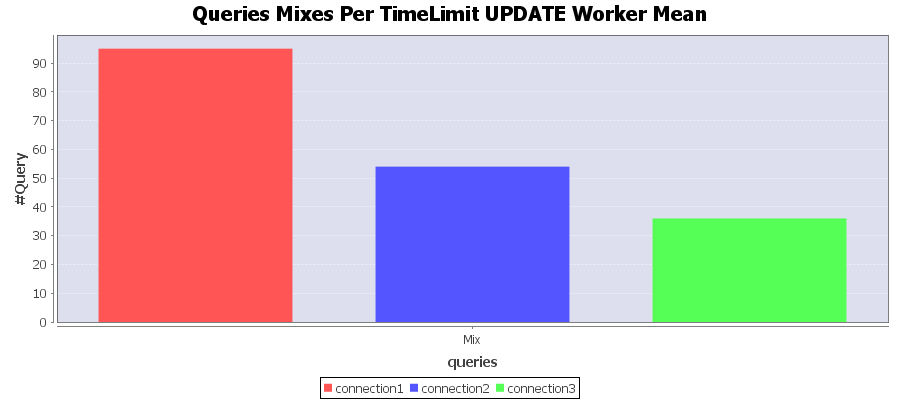 Queries Mixes Per TimeLimit UPDATE Worker Mean
#Query
90
80
70
60
50
40
30
20
10
0
Mix
queries
connection1 connection2 connection3